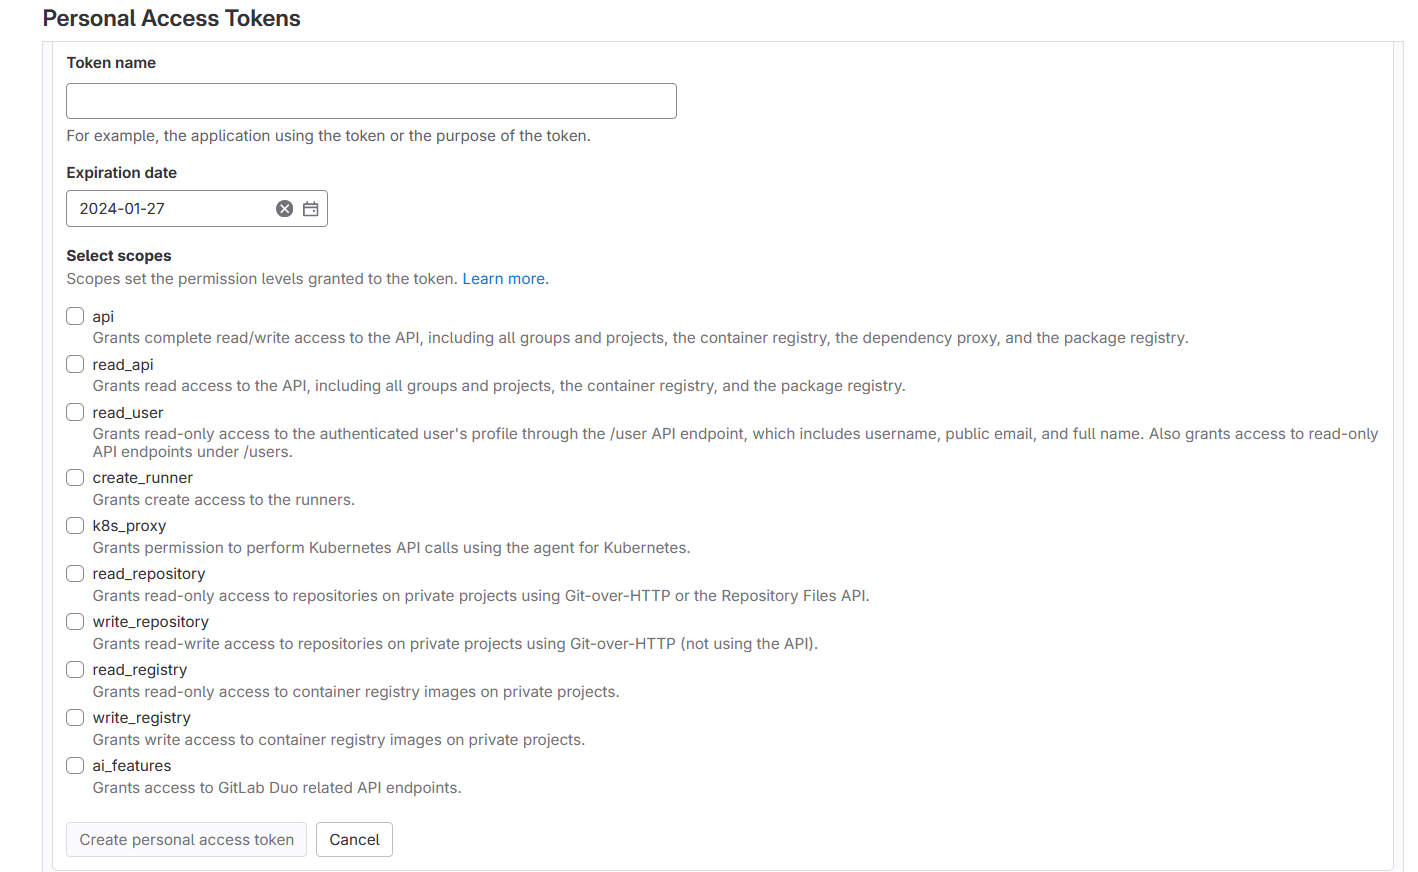 Personal Access Tokens
Token name
For example, the application using the token or the purpose of the token.
Expiration date
2024-01-27
Select scopes
Scopes set the permission levels granted to the token. Learn more.
api
Grants complete read/write access to the API, including all groups and projects, the container registry, the dependency proxy, and the package registry.
read_api
Grants read access to the API, including all groups and projects, the container registry, and the package registry.
read_user
Grants read-only access to the authenticated user's profile through the /user API endpoint, which includes username, public email, and full name. Also grants access to read-only
API endpoints under /users.
create_runner
Grants create access to the runners.
k8s_proxy
Grants permission to perform Kubernetes API calls using the agent for Kubernetes.
read_repository
Grants read-only access to repositories on private projects using Git-over-HTTP or the Repository Files API.
write_repository
Grants read-write access to repositories on private projects using Git-over-HTTP (not using the API).
read_registry
Grants read-only access to container registry images on private projects.
write_registry
Grants write access to container registry images on private projects.
ai_features
Grants access to GitLab Duo related API endpoints.
Create personal access token Cancel